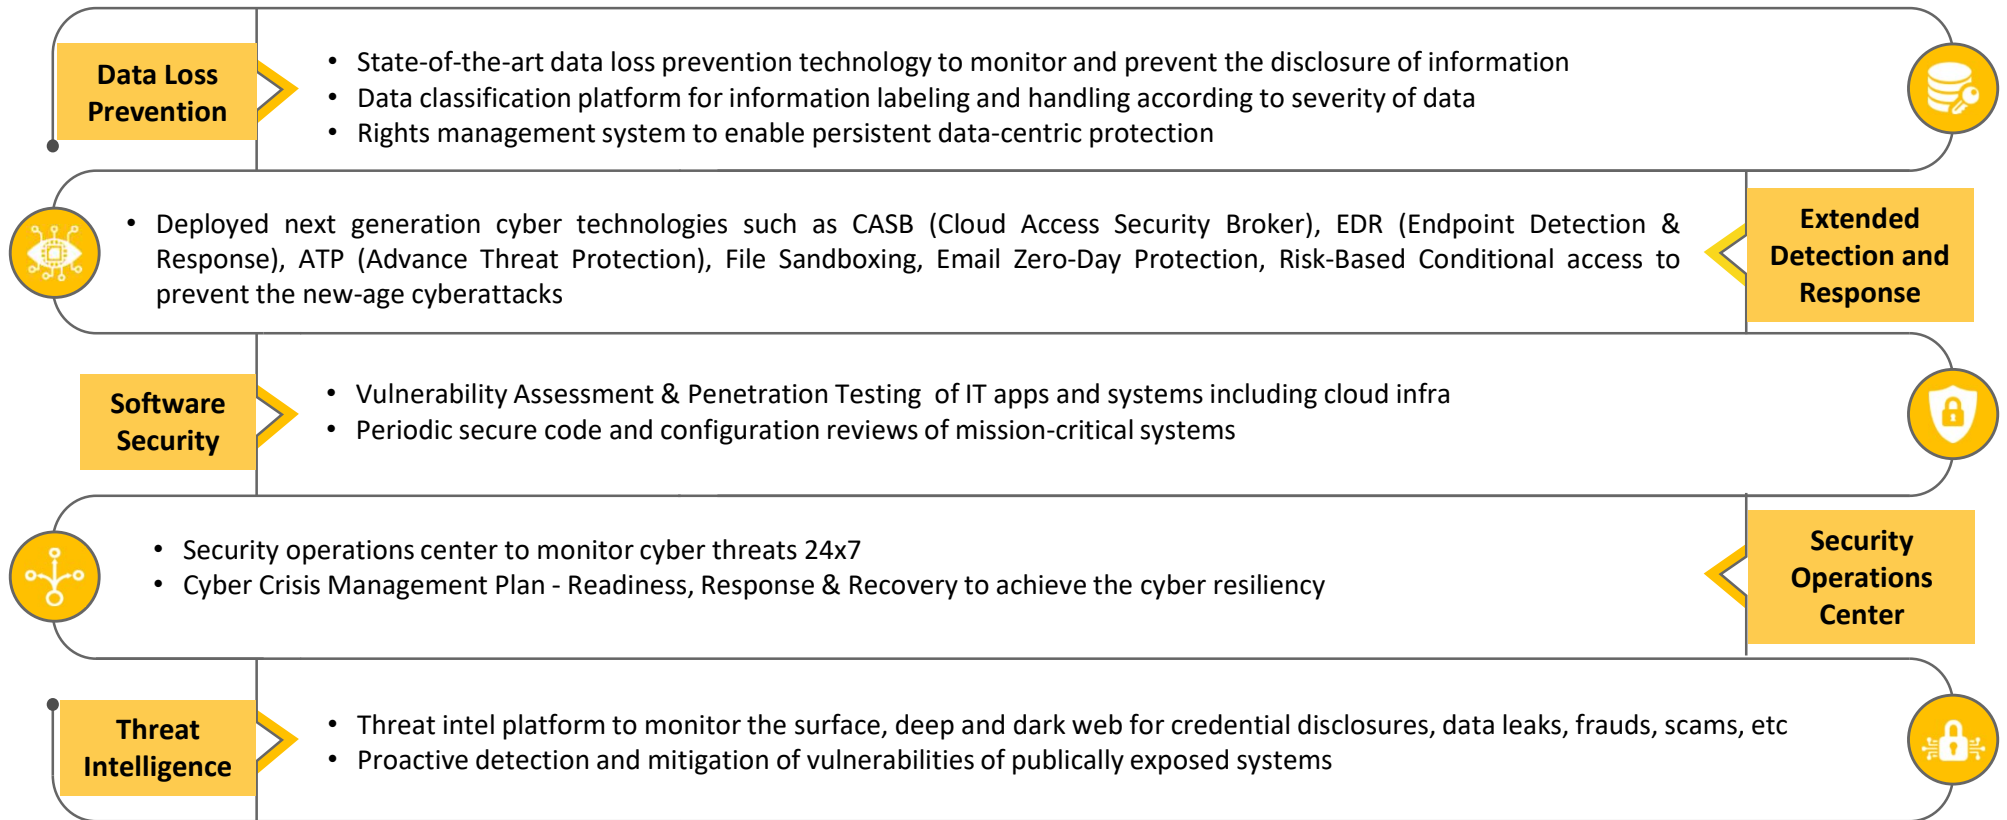 Data Loss
Prevention
• State-of-the-art data loss prevention technology to monitor and prevent the disclosure of information
• Data classification platform for information labeling and handling according to severity of data
• Rights management system to enable persistent data-centric protection
• Deployed next generation cyber technologies such as CASB (Cloud Access Security Broker), EDR (Endpoint Detection &
Response), ATP (Advance Threat Protection), File Sandboxing, Email Zero-Day Protection, Risk-Based Conditional access to
prevent the new-age cyberattacks
Extended
Detection and
Response
Software
Security
• Vulnerability Assessment & Penetration Testing  of IT apps and systems including cloud infra
• Periodic secure code and configuration reviews of mission-critical systems
• Security operations center to monitor cyber threats 24x7
• Cyber Crisis Management Plan - Readiness, Response & Recovery to achieve the cyber resiliency
Security
Operations
Center
Threat
Intelligence
• Threat intel platform to monitor the surface, deep and dark web for credential disclosures, data leaks, frauds, scams, etc
• Proactive detection and mitigation of vulnerabilities of publically exposed systems